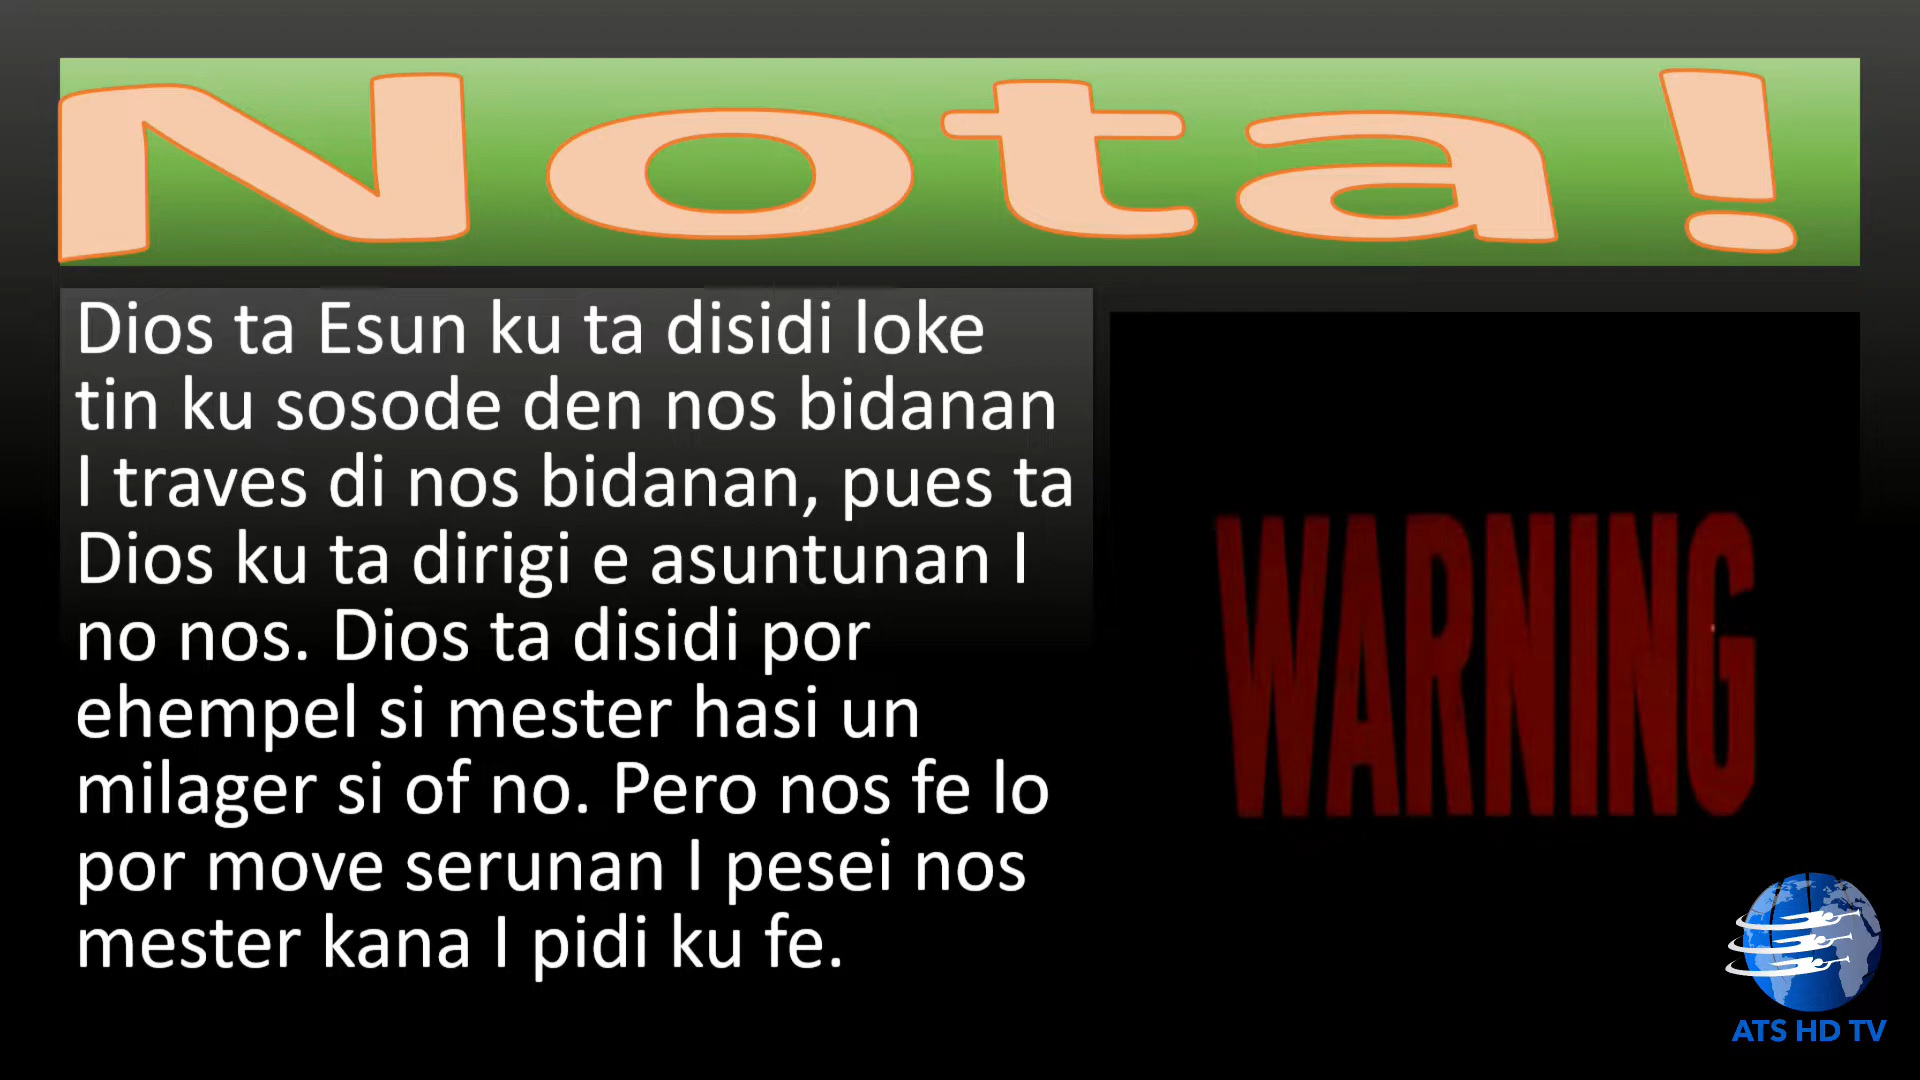 Nota!
Dios ta Esun ku ta disidi loke
tin ku sosode den nos bidanan
I traves di nos bidanan, pues ta
Dios ku ta dirigi e asuntunan I
no nos. Dios ta disidi por
ehempel si mester hasi un
milager si of no. Pero nos fe lo
por move serunan I pesei nos
mester kana I pidi ku fe.
WARNING
ATS HD TV